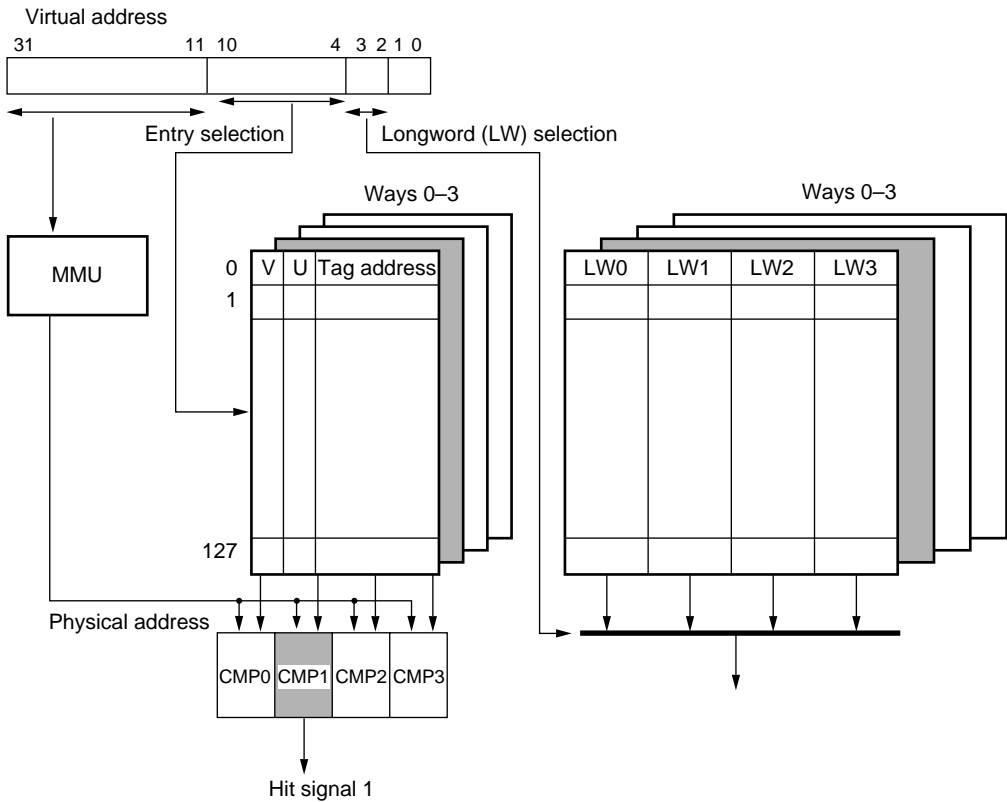 Virtual address
31 11 10 4 3 2 1 0
Entry selection
Longword (LW) selection
Ways 0–3
Ways 0–3
MMU
0 V U Tag address
1
127
LW0 LW1 LW2 LW3
Physical address
CMP0 CMP1 CMP2 CMP3
Hit signal 1